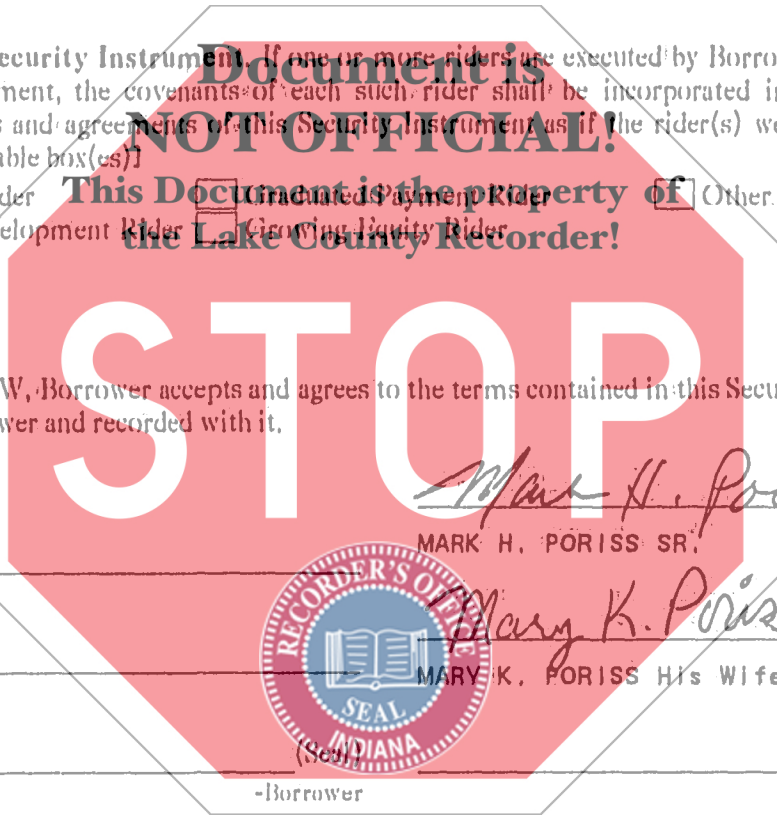 ecurity Instrument. If one or more riders are executed by Borro
ment, the covenants of each such rider shall be incorporated i
s and agreements of this Security Instrument as if the rider(s) w
able box(es)]
der Graduated Payment Rider Other
elopment Rider Growing Equity Rider
Document is
NOT OFFICIAL!
This Document is the property of
the Lake County Recorder!
STOP
W, Borrower accepts and agrees to the terms contained in this Secu
wer and recorded with it.
Mark H. Po
MARK H. PORISS SR.
Mary K. Poris
MARY K. PORISS His Wife
RECORDER'S OFFICE
SEAL
INDIANA
(Seal)
-Borrower